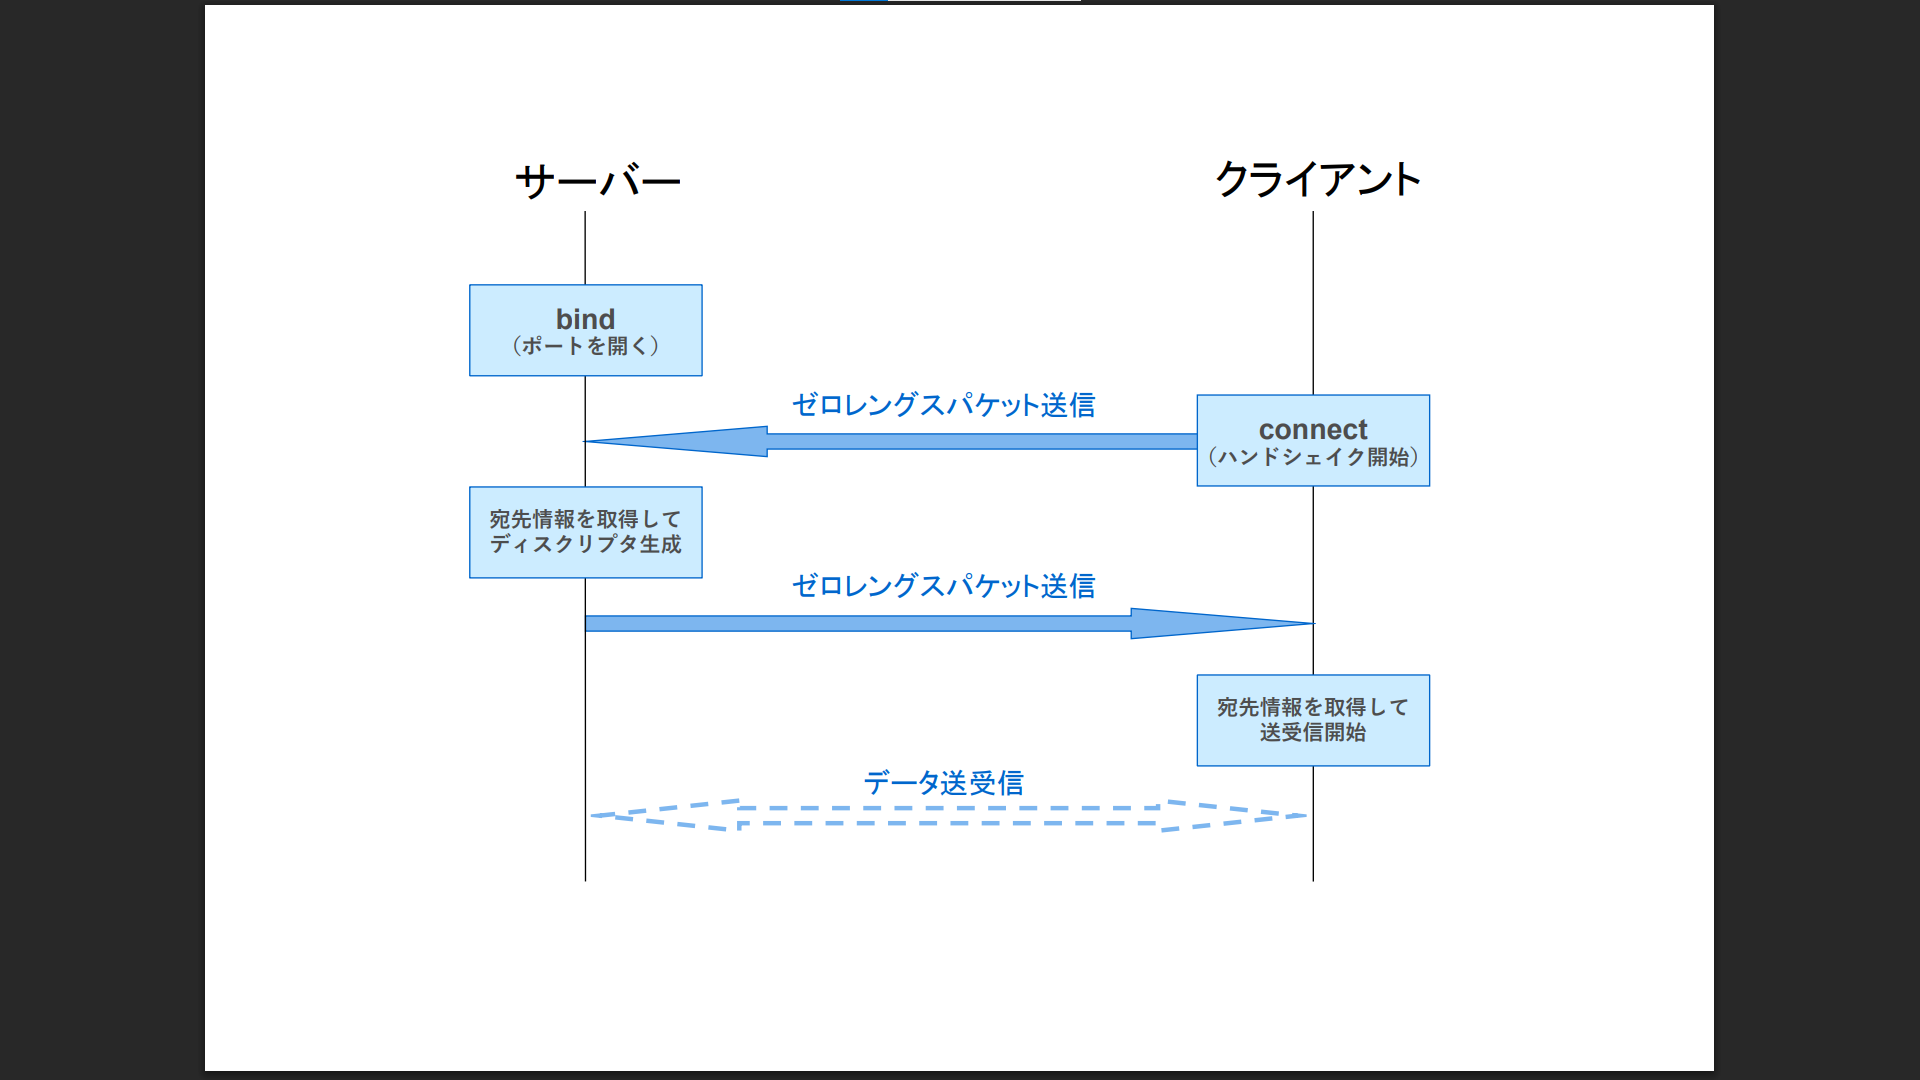 サーバー
クライアント
bind
（ポートを開く）
ゼロレングスパケット送信
connect
（ハンドシェイク開始）
宛先情報を取得して
ディスクリプタ生成
ゼロレングスパケット送信
宛先情報を取得して
送受信開始
データ送受信